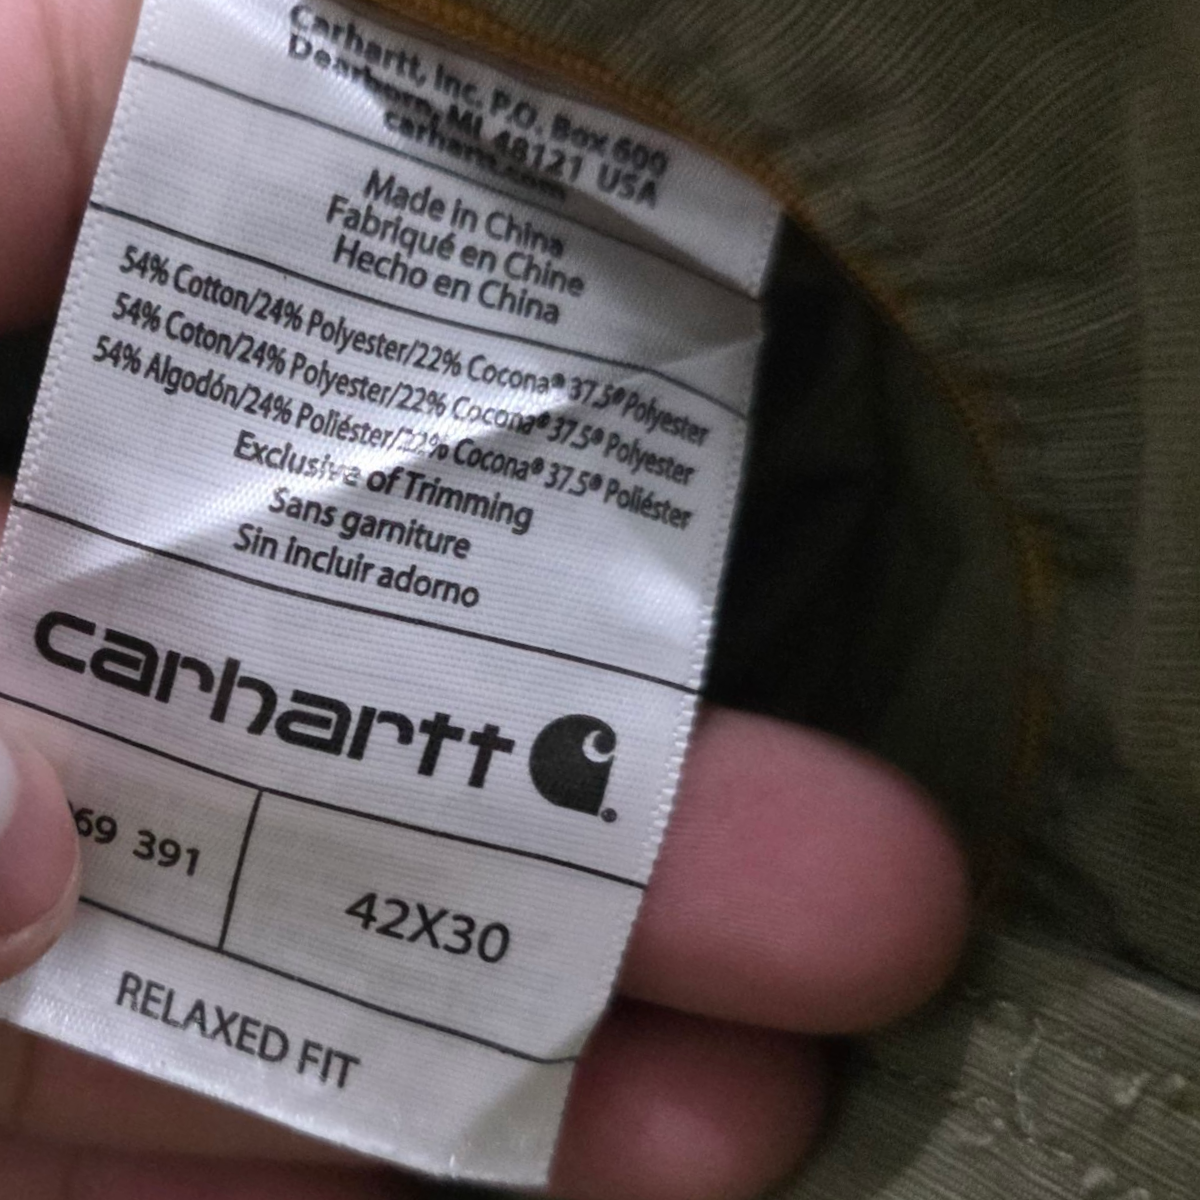 Carhartt, Inc. P.O. Box 600
Dearborn, MI 48121 USA
carhartt.com
Made in China
Fabriqué en Chine
Hecho en China
54% Cotton/24% Polyester/22% Cocona® 37.5® Polyester
54% Coton/24% Polyester/22% Cocona® 37.5® Polyester
54% Algodón/24% Poliéster/22% Cocona® 37.5® Poliéster
Exclusive of Trimming
Sans garniture
Sin incluir adorno
carhartt ®
69 391
42X30
RELAXED FIT